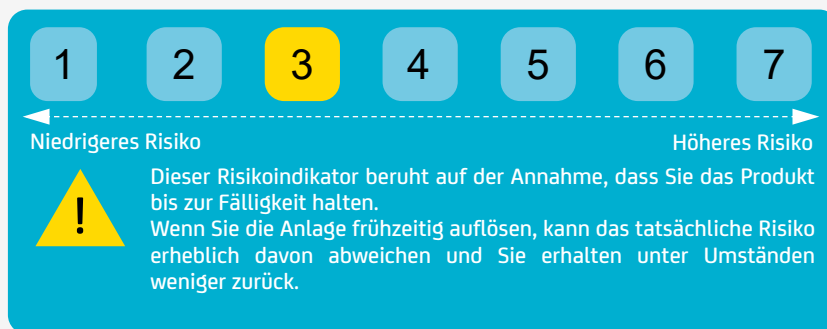 1 2 3 4 5 6 7
Niedrigeres Risiko Höheres Risiko
!
Dieser Risikoindikator beruht auf der Annahme, dass Sie das Produkt
bis zur Fälligkeit halten.
Wenn Sie die Anlage frühzeitig auflösen, kann das tatsächliche Risiko
erheblich davon abweichen und Sie erhalten unter Umständen
weniger zurück.